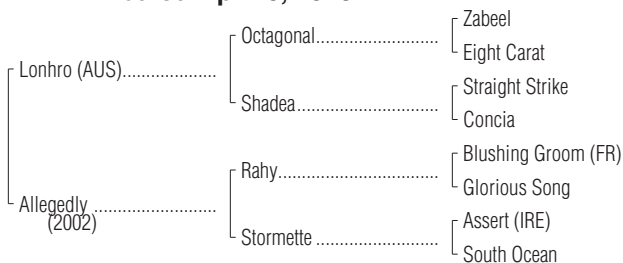 Zabeel
Octagonal
Eight Carat
Lonhro (AUS)
Straight Strike
Shadea
Concia
Blushing Groom (FR)
Rahy
Glorious Song
Allegedly
(2002)
Assert (IRE)
Stormette
South Ocean